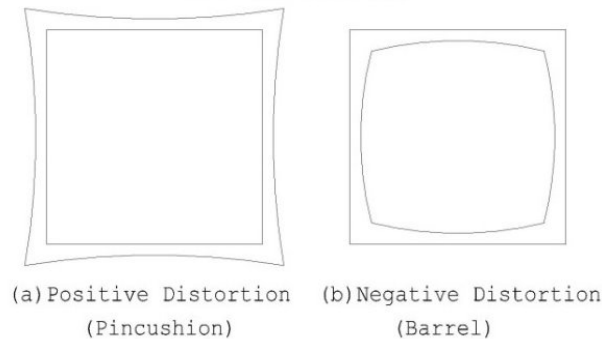 (a)Positive Distortion
(Pincushion)
(b)Negative Distortion
(Barrel)